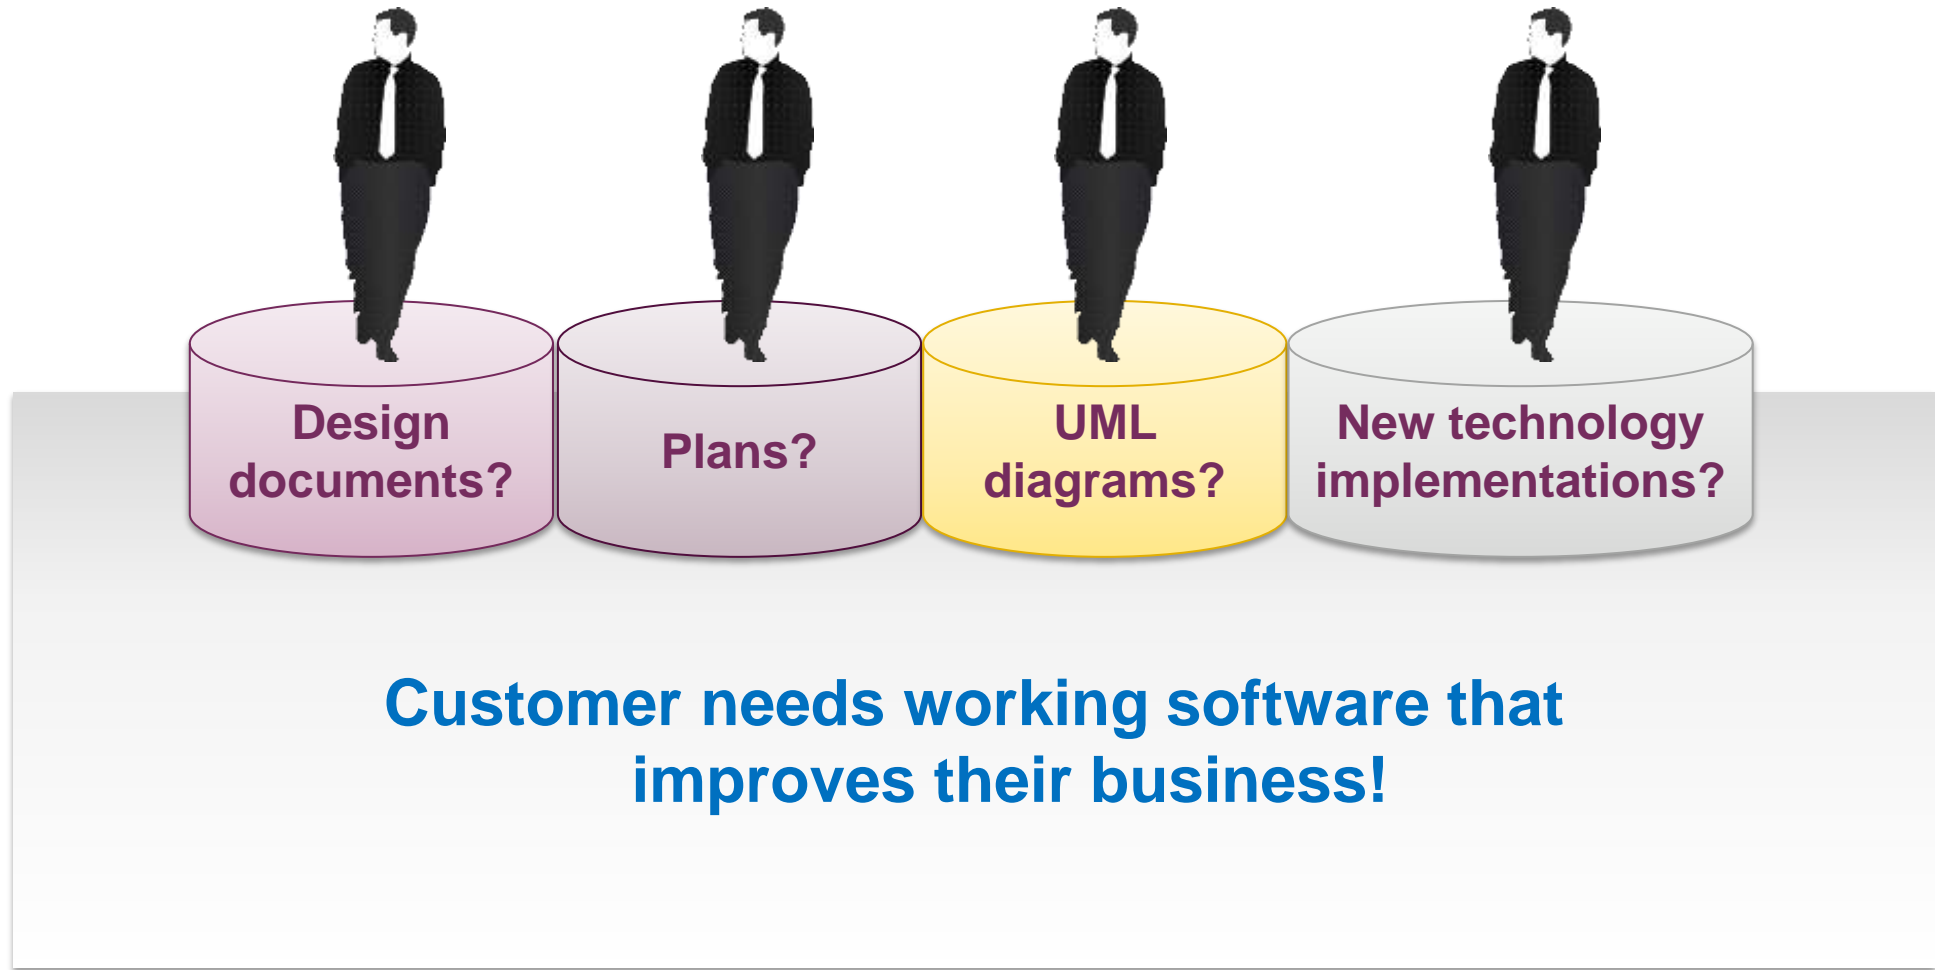 Design
documents?
Plans?
UML
diagrams?
New technology
implementations?
Customer needs working software that
improves their business!